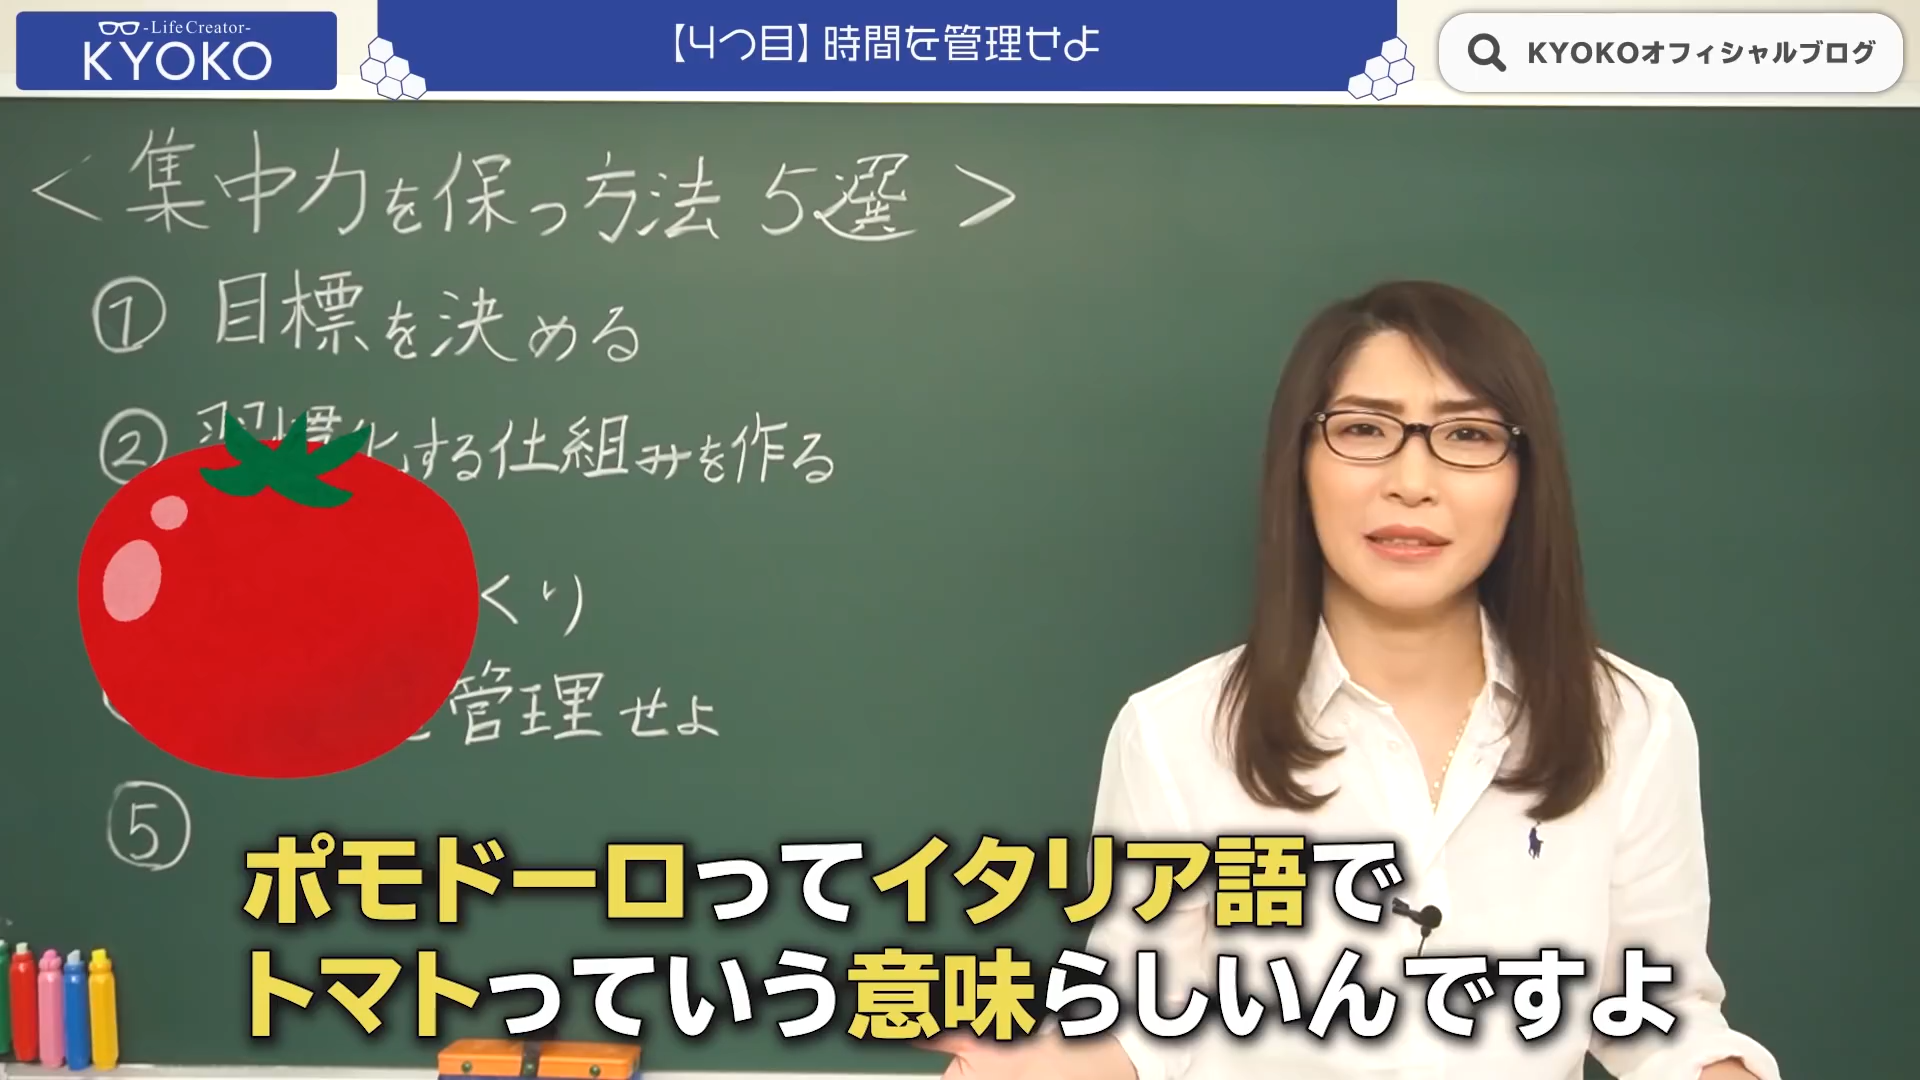 -Life Creator-
KYOKO
【4つ目】時間を管理せよ
KYOKOオフィシャルブログ
＜集中力を保つ方法 5選＞
① 目標を決める
② 習慣化する仕組みを作る
くり
管理せよ
⑤
ポモドーロってイタリア語で
トマトっていう意味らしいんですよ